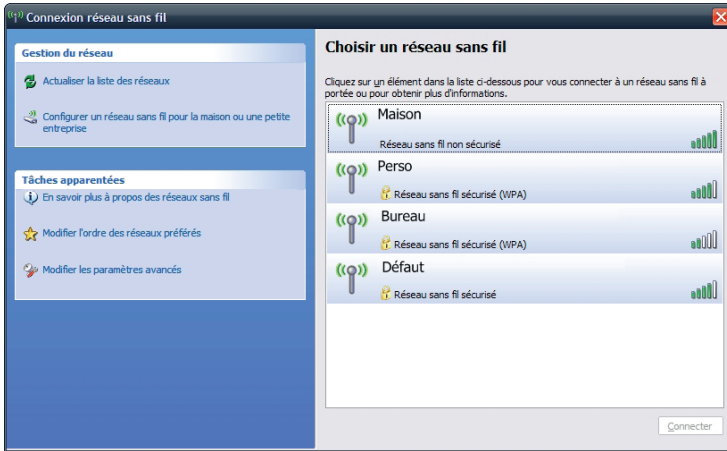 Connexion réseau sans fil
Gestion du réseau
Actualiser la liste des réseaux
Configurer un réseau sans fil pour la maison ou une petite
entreprise
Tâches apparentées
En savoir plus à propos des réseaux sans fil
Modifier l'ordre des réseaux préférés
Modifier les paramètres avancés
Choisir un réseau sans fil
Cliquez sur un élément dans la liste ci-dessous pour vous connecter à un réseau sans fil à
portée ou pour obtenir plus d'informations.
Maison
Réseau sans fil non sécurisé
Perso
Réseau sans fil sécurisé (WPA)
Bureau
Réseau sans fil sécurisé (WPA)
Défaut
Réseau sans fil sécurisé
Connecter